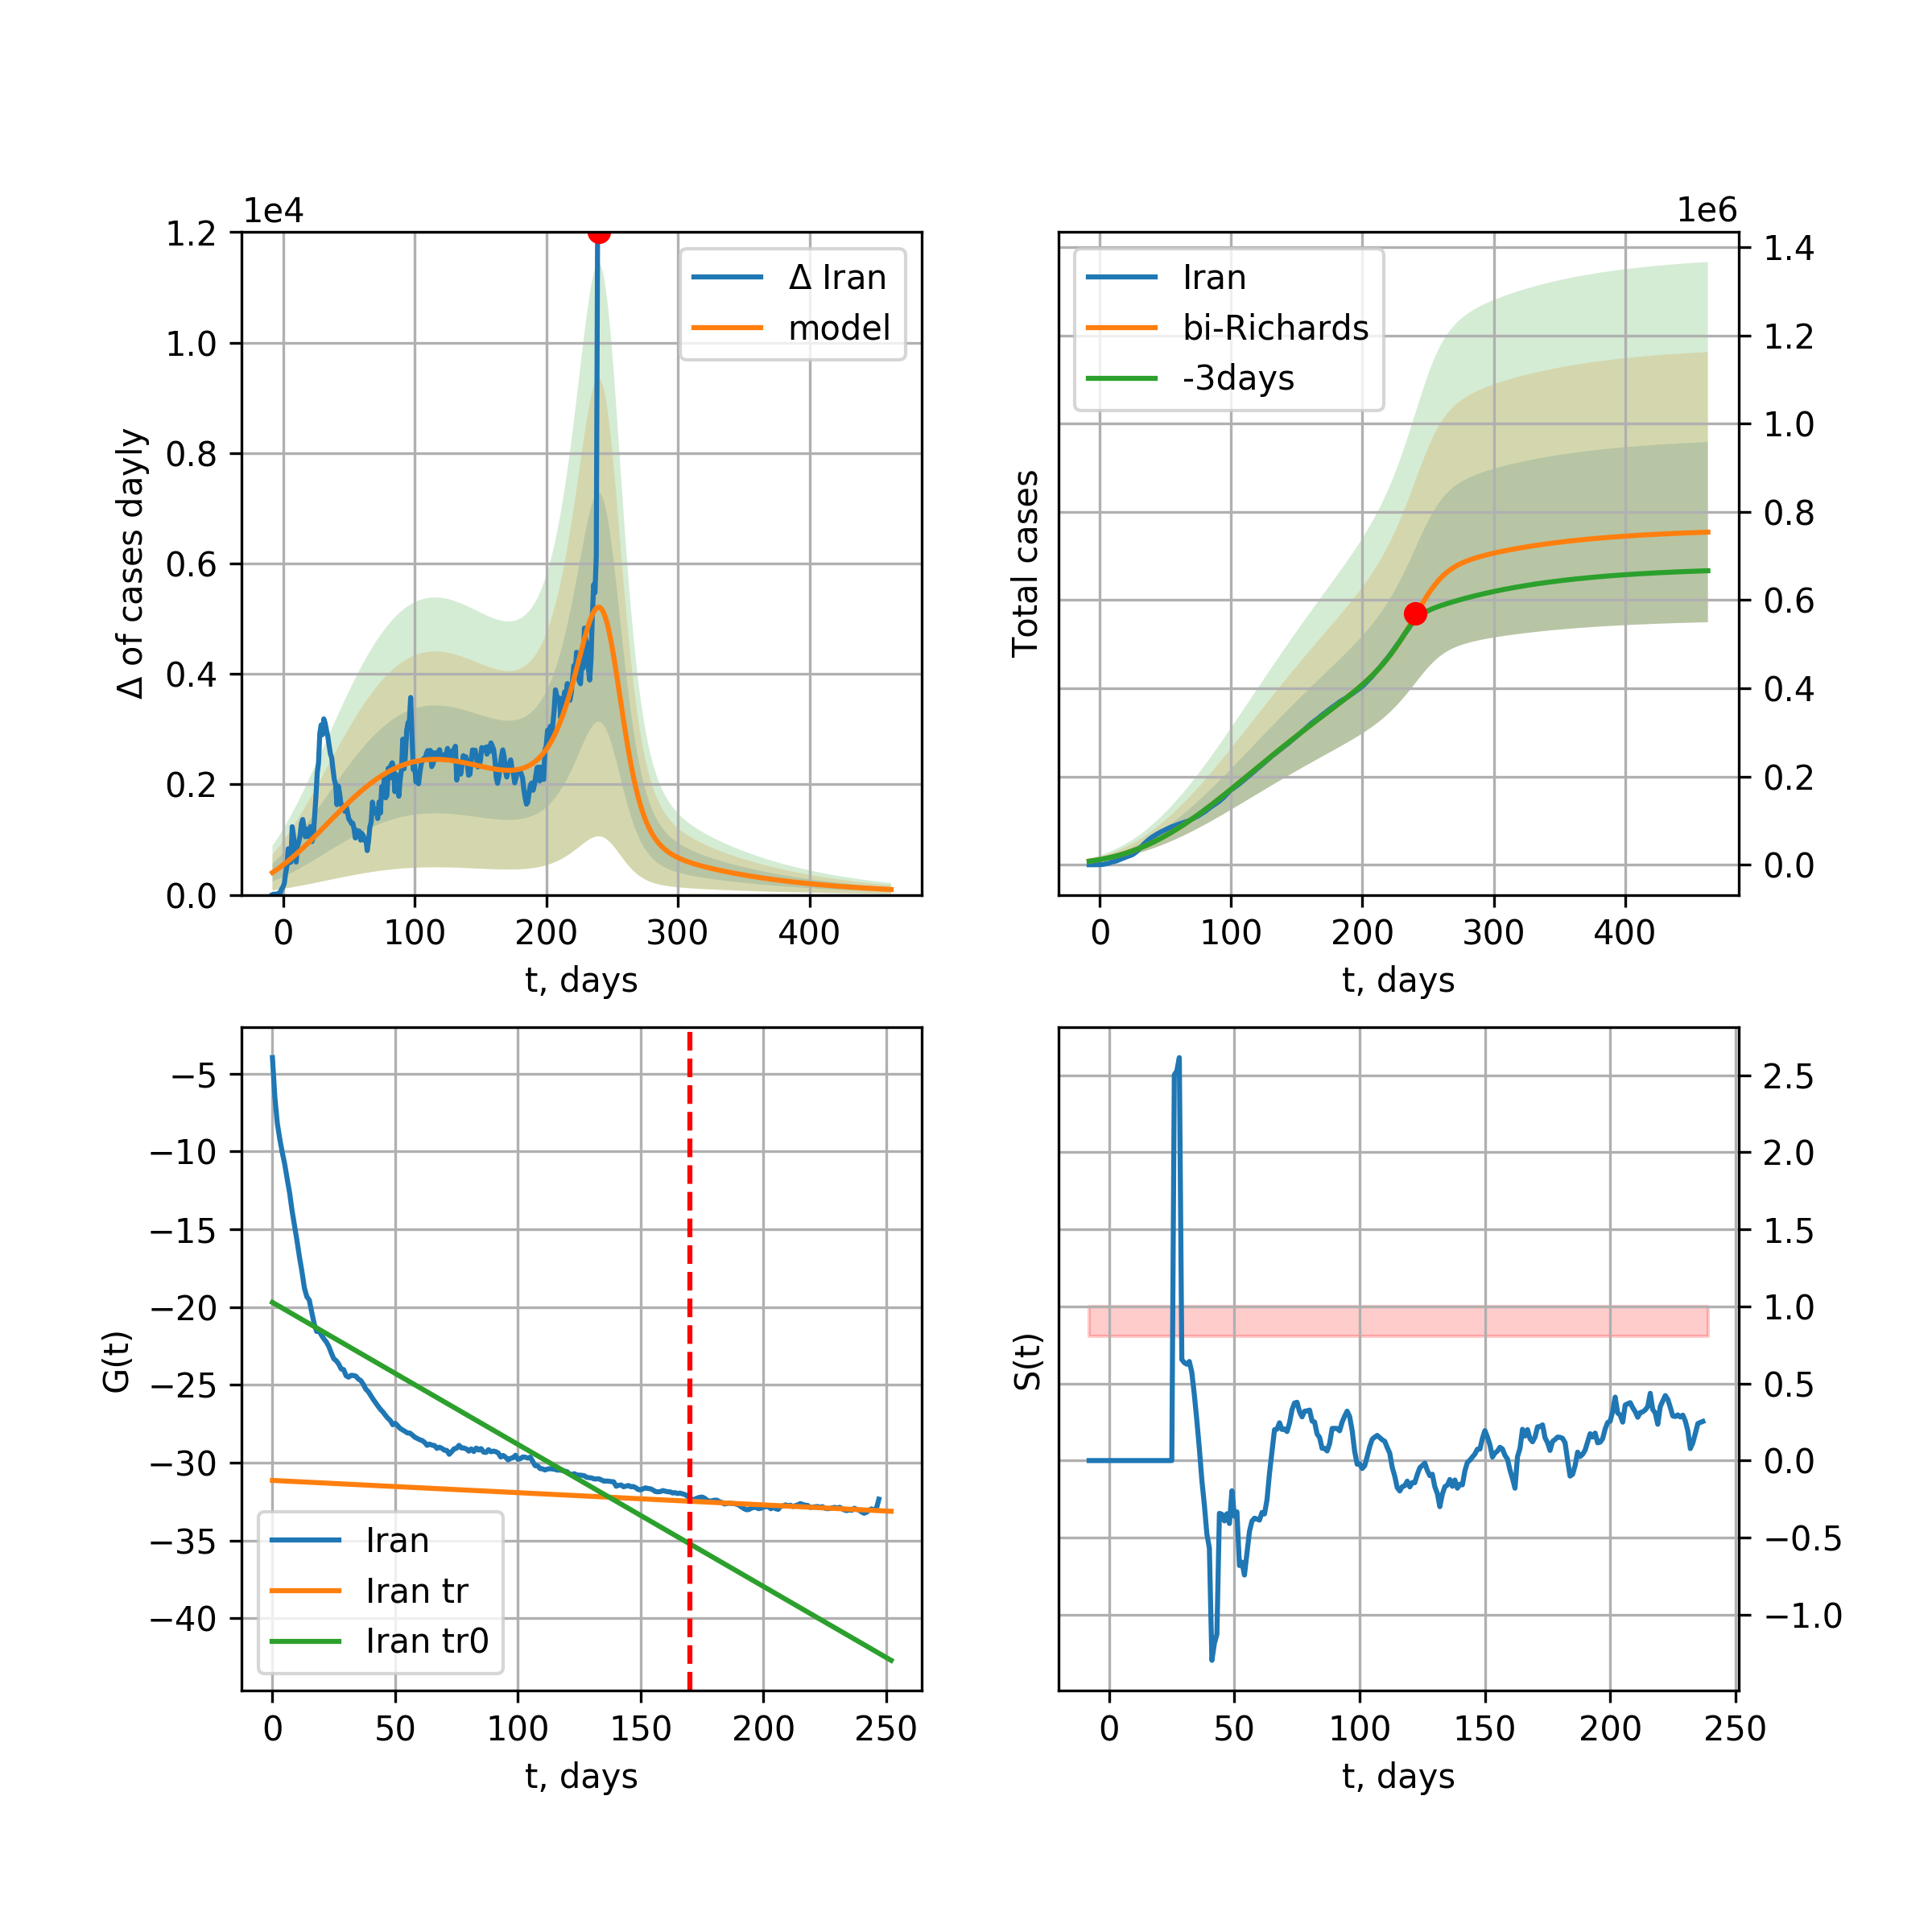 1e4
1.2
1.0
0.8
0.6
0.4
0.2
0.0
Δ of cases dayly
Δ Iran
model
0 100 200 300 400
t, days
1e6
1.4
1.2
1.0
0.8
0.6
0.4
0.2
0.0
Total cases
Iran
bi-Richards
-3days
0 100 200 300 400
t, days
−5
−10
−15
−20
−25
−30
−35
−40
G(t)
Iran
Iran tr
Iran tr0
0 50 100 150 200 250
t, days
2.5
2.0
1.5
1.0
0.5
0.0
−0.5
−1.0
S(t)
0 50 100 150 200 250
t, days